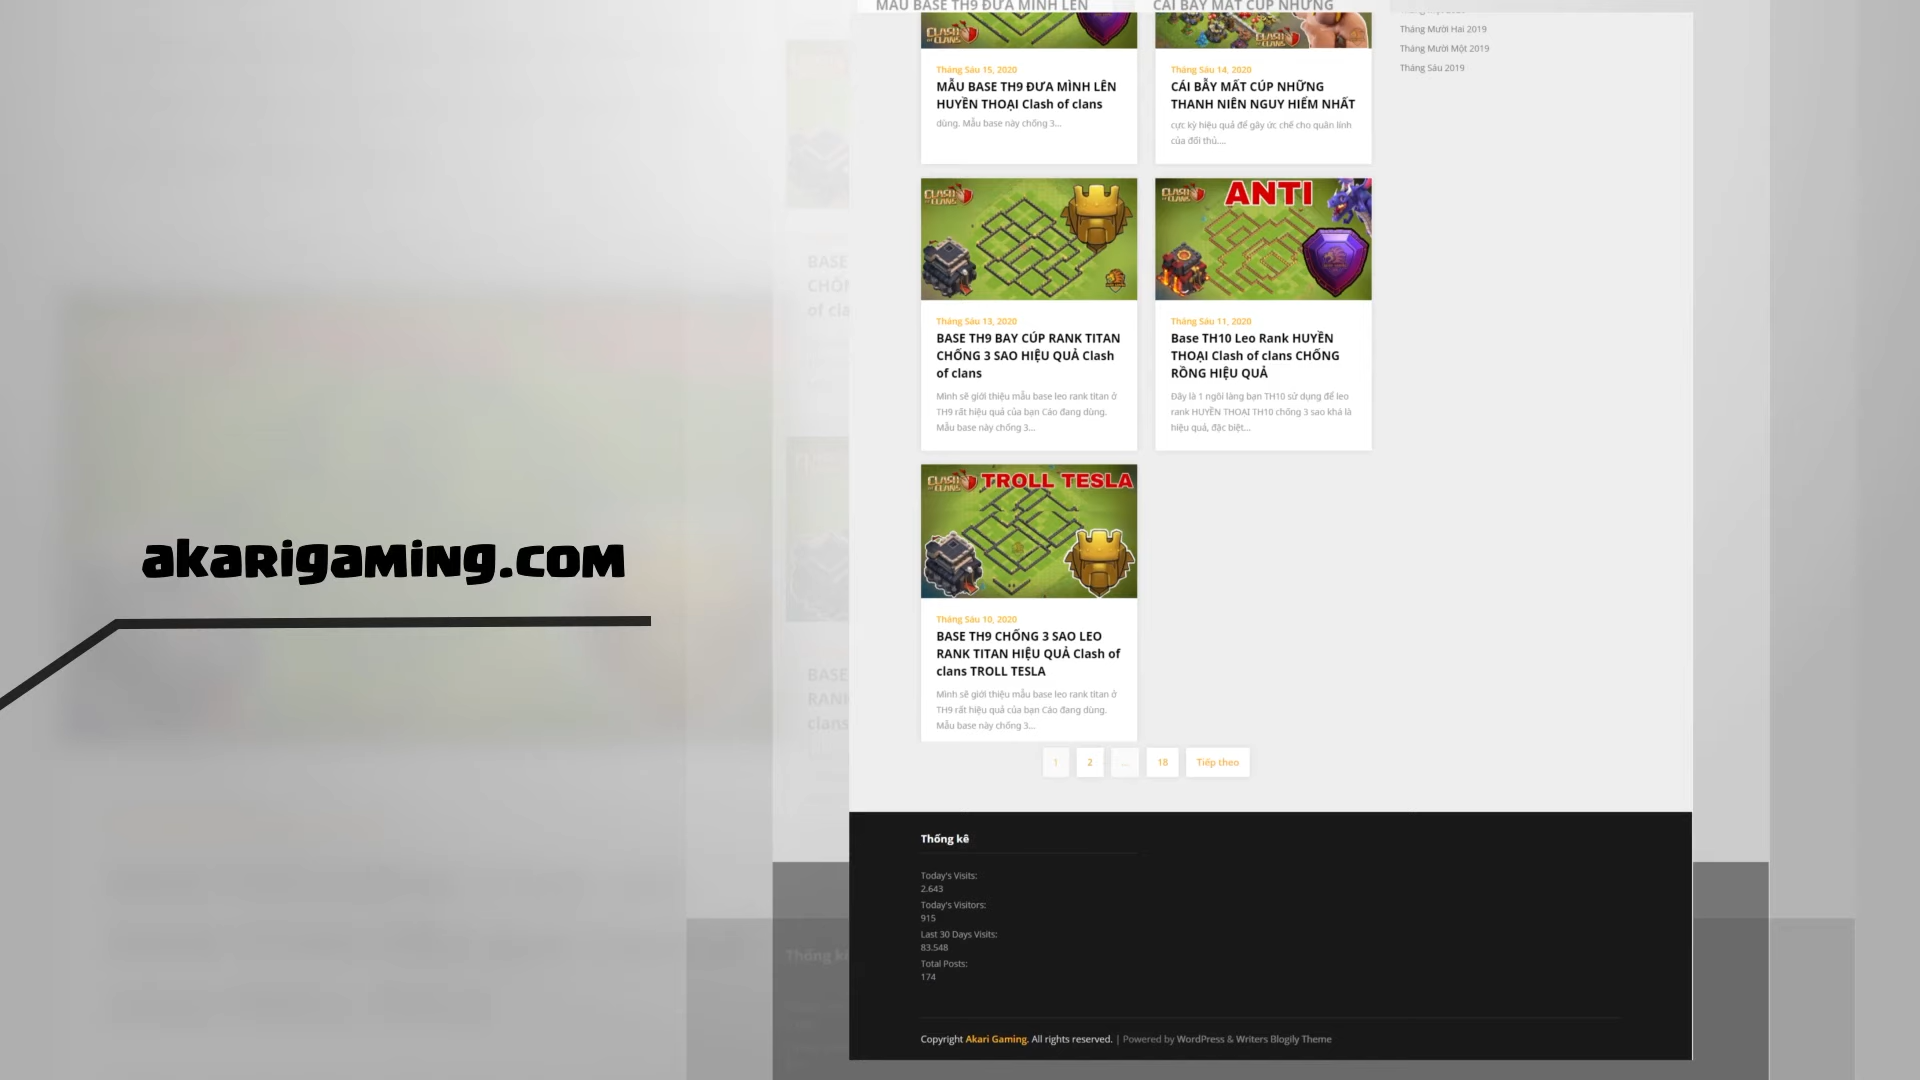 MẪU BASE TH9 ĐƯA MÌNH LÊN
CÁI BẪY MẤT CÚP NHỮNG
Tháng Mười Hai 2019
Tháng Mười Một 2019
Tháng Sáu 2019
Tháng Sáu 15, 2020
MẪU BASE TH9 ĐƯA MÌNH LÊN
HUYỀN THOẠI Clash of clans
dùng. Mẫu base này chống 3...
Tháng Sáu 14, 2020
CÁI BẪY MẤT CÚP NHỮNG
THANH NIÊN NGUY HIỂM NHẤT
cực kỳ hiệu quả để gây ức chế cho quân lính
của đối thủ....
CLASH OF CLANS
Tháng Sáu 13, 2020
BASE TH9 BAY CÚP RANK TITAN
CHỐNG 3 SAO HIỆU QUẢ Clash
of clans
Mình sẽ giới thiệu mẫu base leo rank titan ở
TH9 rất hiệu quả của bạn Cáo đang dùng.
Mẫu base này chống 3...
CLASH OF CLANS
ANTI
Tháng Sáu 11, 2020
Base TH10 Leo Rank HUYỀN
THOẠI Clash of clans CHỐNG
RỒNG HIỆU QUẢ
Đây là 1 ngôi làng bạn TH10 sử dụng để leo
rank HUYỀN THOẠI TH10 chống 3 sao khá là
hiệu quả, đặc biệt...
CLASH OF CLANS
TROLL TESLA
Tháng Sáu 10, 2020
BASE TH9 CHỐNG 3 SAO LEO
RANK TITAN HIỆU QUẢ Clash of
clans TROLL TESLA
Mình sẽ giới thiệu mẫu base leo rank titan ở
TH9 rất hiệu quả của bạn Cáo đang dùng.
Mẫu base này chống 3...
akarigaming.com
1 2 ... 18 Tiếp theo
Thống kê
Today's Visits:
2.643
Today's Visitors:
915
Last 30 Days Visits:
83.548
Total Posts:
174
Copyright Akari Gaming. All rights reserved. | Powered by WordPress & Writers Blogily Theme